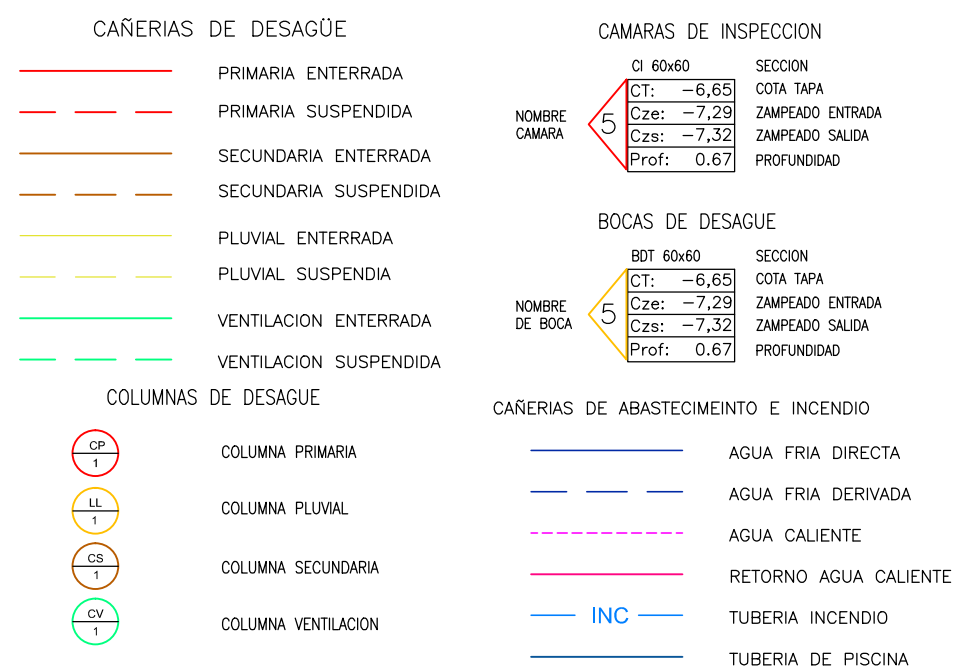 CAÑERIAS DE DESAGÜE
PRIMARIA ENTERRADA
PRIMARIA SUSPENDIDA
SECUNDARIA ENTERRADA
SECUNDARIA SUSPENDIDA
PLUVIAL ENTERRADA
PLUVIAL SUSPENDIA
VENTILACION ENTERRADA
VENTILACION SUSPENDIDA
COLUMNAS DE DESAGUE
CP
1
COLUMNA PRIMARIA
LL
1
COLUMNA PLUVIAL
CS
1
COLUMNA SECUNDARIA
CV
1
COLUMNA VENTILACION
CAMARAS DE INSPECCION
CI 60x60 SECCION
NOMBRE
CAMARA
5
CT: -6,65 COTA TAPA
Cze: -7,29 ZAMPEADO ENTRADA
Czs: -7,32 ZAMPEADO SALIDA
Prof: 0.67 PROFUNDIDAD
BOCAS DE DESAGUE
BDT 60x60 SECCION
NOMBRE
DE BOCA
5
CT: -6,65 COTA TAPA
Cze: -7,29 ZAMPEADO ENTRADA
Czs: -7,32 ZAMPEADO SALIDA
Prof: 0.67 PROFUNDIDAD
CAÑERIAS DE ABASTECIMEINTO E INCENDIO
AGUA FRIA DIRECTA
AGUA FRIA DERIVADA
AGUA CALIENTE
RETORNO AGUA CALIENTE
INC TUBERIA INCENDIO
TUBERIA DE PISCINA